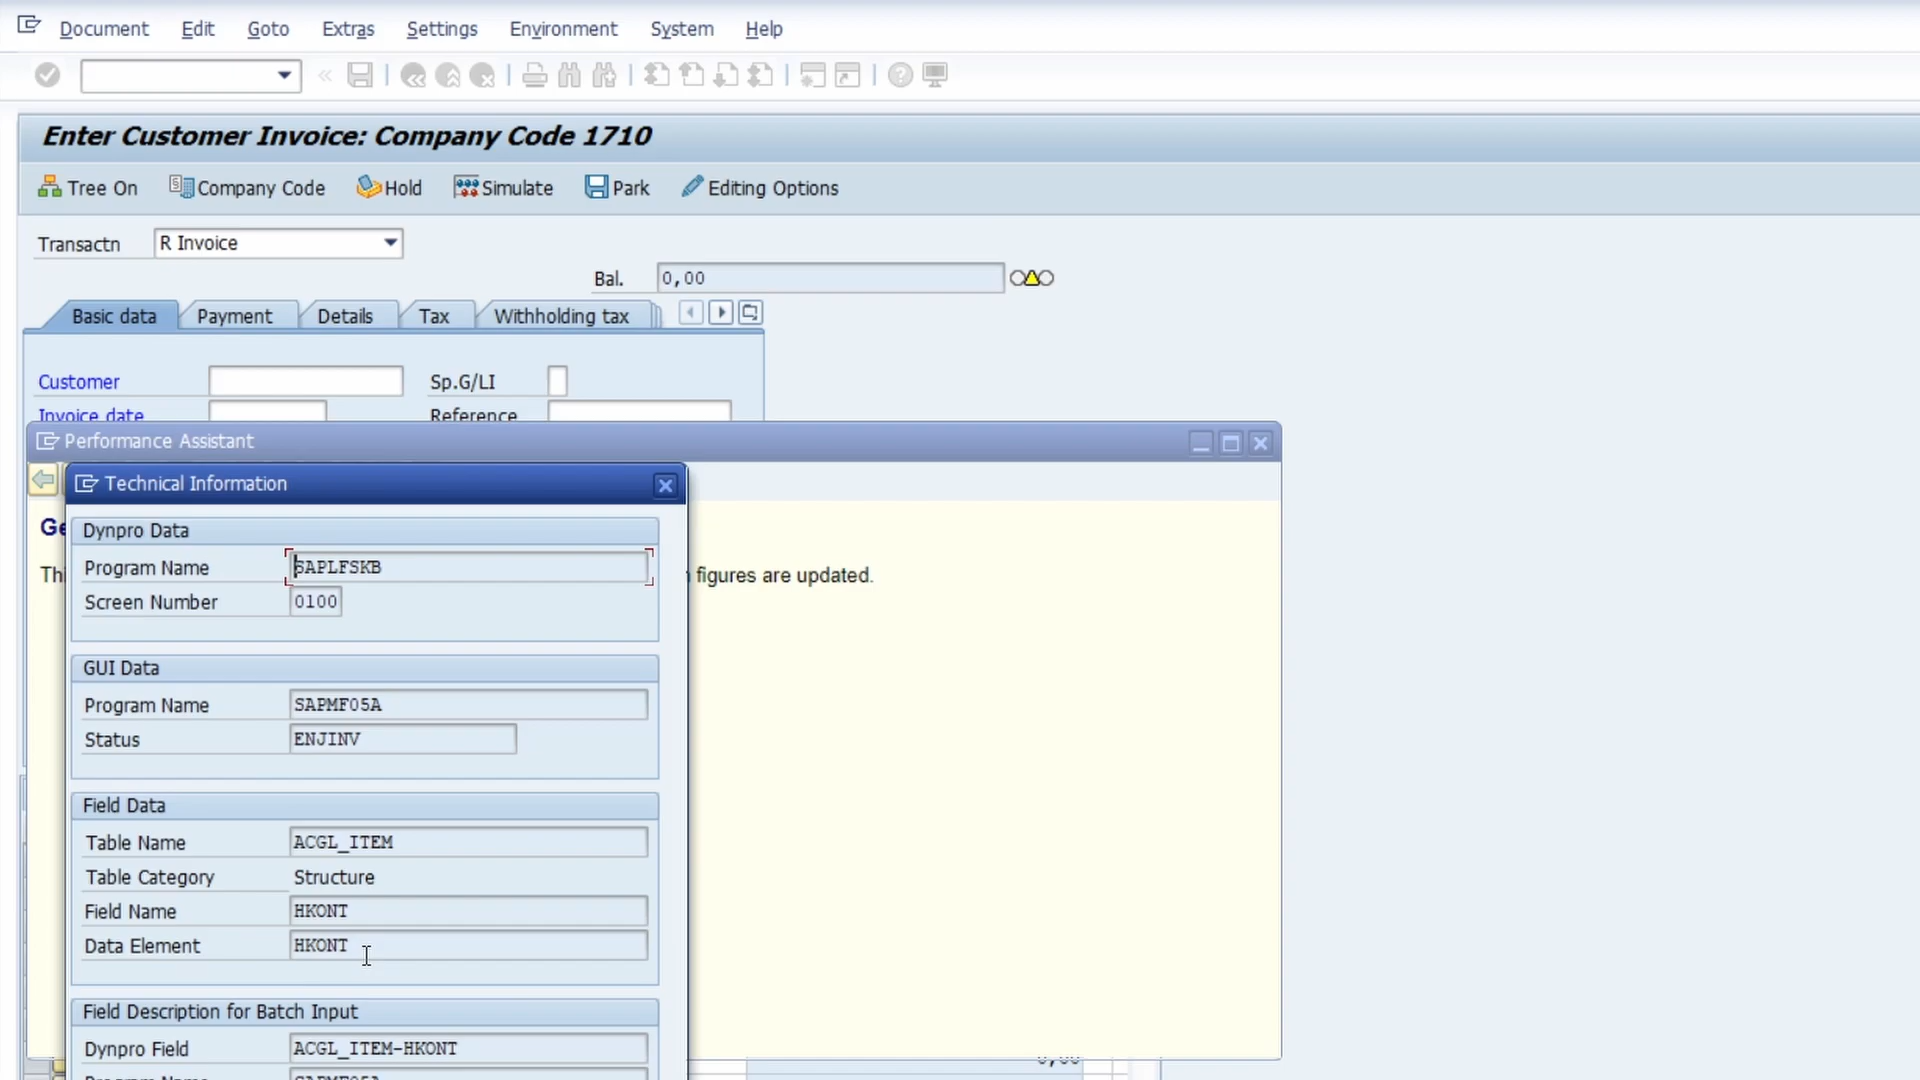 Document Edit Goto Extras Settings Environment System Help
Enter Customer Invoice: Company Code 1710
Tree On Company Code Hold Simulate Park Editing Options
Transactn R Invoice
Bal. 0,00
Basic data Payment Details Tax Withholding tax
Customer Sp.G/LI
Invoice date Reference
Performance Assistant
Technical Information
Ge
Dynpro Data
Program Name SAPLFSKB
Thi figures are updated.
Screen Number 0100
GUI Data
Program Name SAPMF05A
Status ENJINV
Field Data
Table Name ACGL_ITEM
Table Category Structure
Field Name HKONT
Data Element HKONT
Field Description for Batch Input
Dynpro Field ACGL_ITEM-HKONT